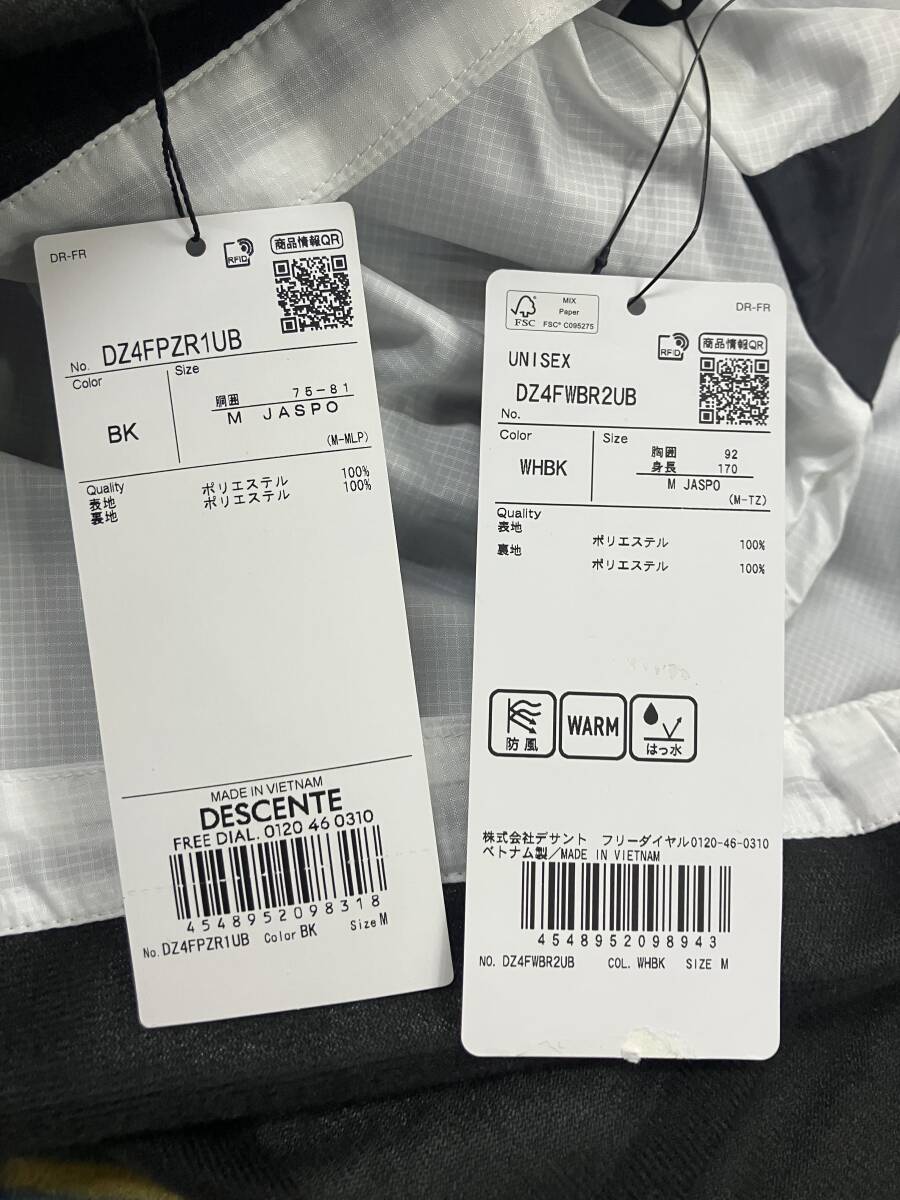 DR-FR
RFID
商品情報QR
No. DZ4FPZR1UB
Color
Size
BK
胴囲 75-81
M JASPO
(M-MLP)
Quality
表地 ポリエステル 100%
裏地 ポリエステル 100%
MADE IN VIETNAM
DESCENTE
FREE DIAL. 0120 46 0310
4548952098318
No. DZ4FPZR1UB Color BK Size M
FSC
MIX
Paper
FSC® C095275
DR-FR
RFID
商品情報QR
UNISEX
DZ4FWBR2UB
No.
Color
Size
WHBK
胸囲 92
身長 170
M JASPO
(M-TZ)
Quality
表地
ポリエステル 100%
裏地
ポリエステル 100%
防風
WARM
はっ水
株式会社デサント フリーダイヤル0120-46-0310
ベトナム製/MADE IN VIETNAM
4548952098943
NO. DZ4FWBR2UB COL. WHBK SIZE M